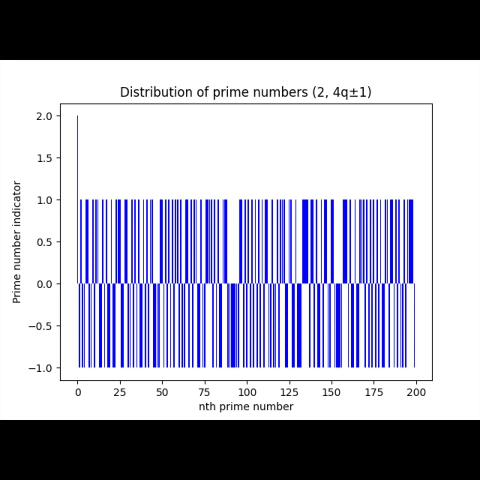 Distribution of prime numbers (2, 4q±1)
2.0
1.5
1.0
0.5
0.0
−0.5
−1.0
Prime number indicator
0 25 50 75 100 125 150 175 200
nth prime number